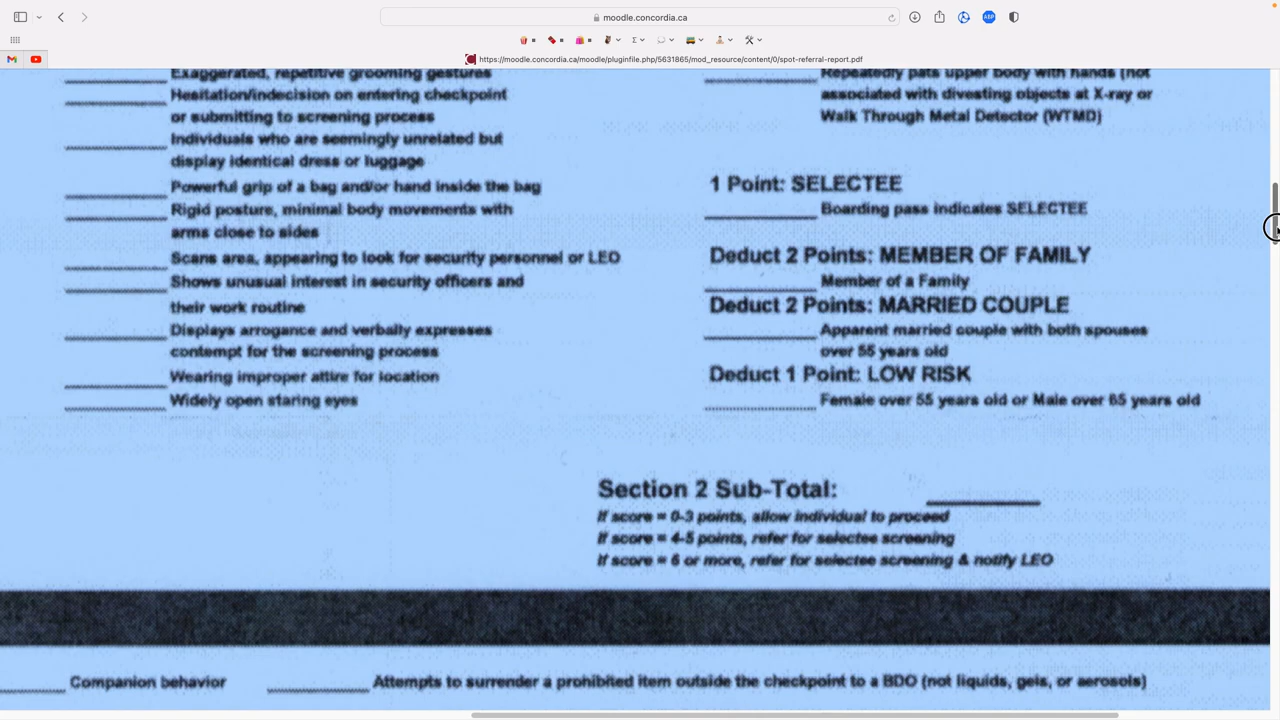 moodle.concordia.ca
ABP
https://moodle.concordia.ca/moodle/pluginfile.php/5631865/mod_resource/content/0/spot-referral-report.pdf
Exaggerated, repetitive grooming gestures
Hesitation/indecision on entering checkpoint
or submitting to screening process
Individuals who are seemingly unrelated but
display identical dress or luggage
Powerful grip of a bag and/or hand inside the bag
Rigid posture, minimal body movements with
arms close to sides
Scans area, appearing to look for security personnel or LEO
Shows unusual interest in security officers and
their work routine
Displays arrogance and verbally expresses
contempt for the screening process
Wearing improper attire for location
Widely open staring eyes
Repeatedly pats upper body with hands (not
associated with divesting objects at X-ray or
Walk Through Metal Detector (WTMD)
1 Point: SELECTEE
Boarding pass indicates SELECTEE
Deduct 2 Points: MEMBER OF FAMILY
Member of a Family
Deduct 2 Points: MARRIED COUPLE
Apparent married couple with both spouses
over 55 years old
Deduct 1 Point: LOW RISK
Female over 55 years old or Male over 65 years old
Section 2 Sub-Total:
If score = 0-3 points, allow individual to proceed
If score = 4-5 points, refer for selectee screening
If score = 6 or more, refer for selectee screening & notify LEO
Companion behavior
Attempts to surrender a prohibited item outside the checkpoint to a BDO (not liquids, gels, or aerosols)